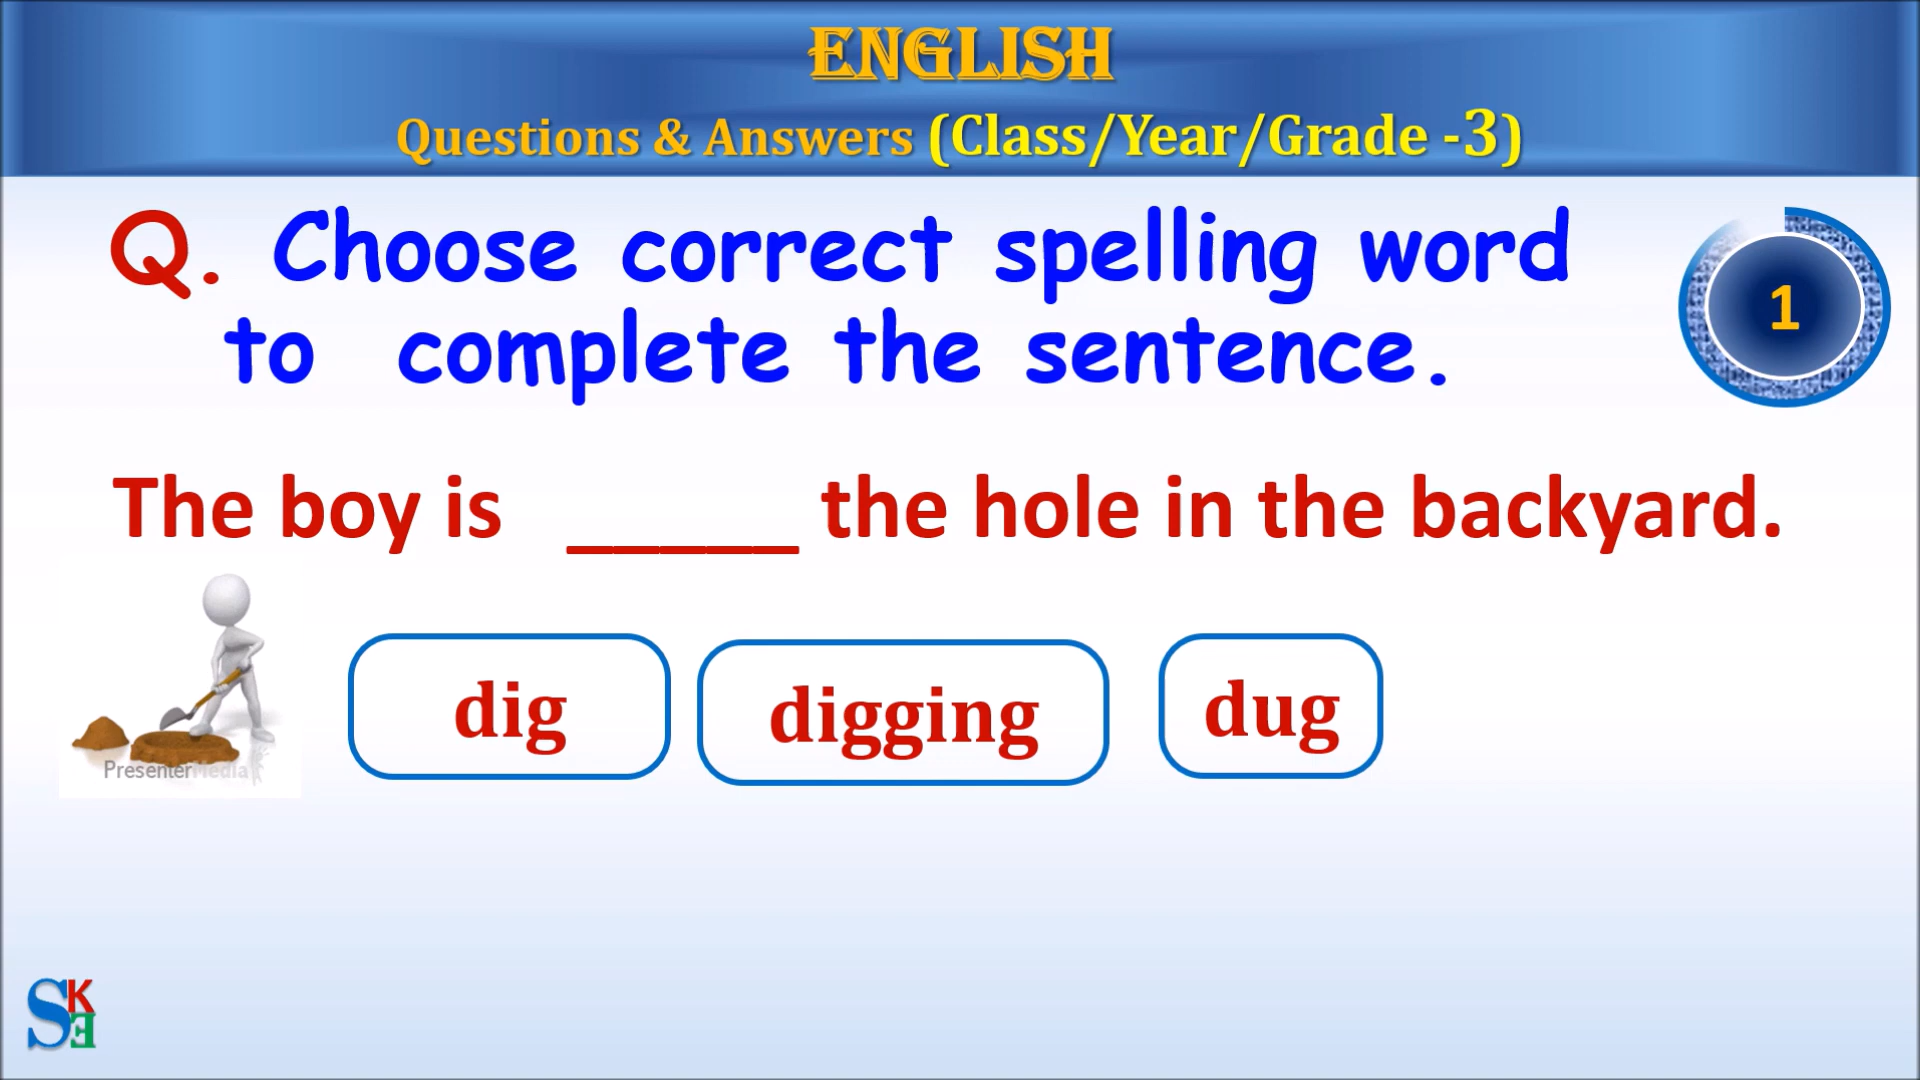 ENGLISH
Questions & Answers (Class/Year/Grade -3)
Q. Choose correct spelling word
1
to complete the sentence.
The boy is _____ the hole in the backyard.
PresenterMedia
dig
digging
dug
SKE